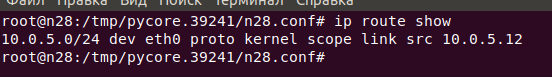 Файл Правка Вид Поиск Терминал Справка
root@n28:/tmp/pycore.39241/n28.conf# ip route show
10.0.5.0/24 dev eth0 proto kernel scope link src 10.0.5.12
root@n28:/tmp/pycore.39241/n28.conf#